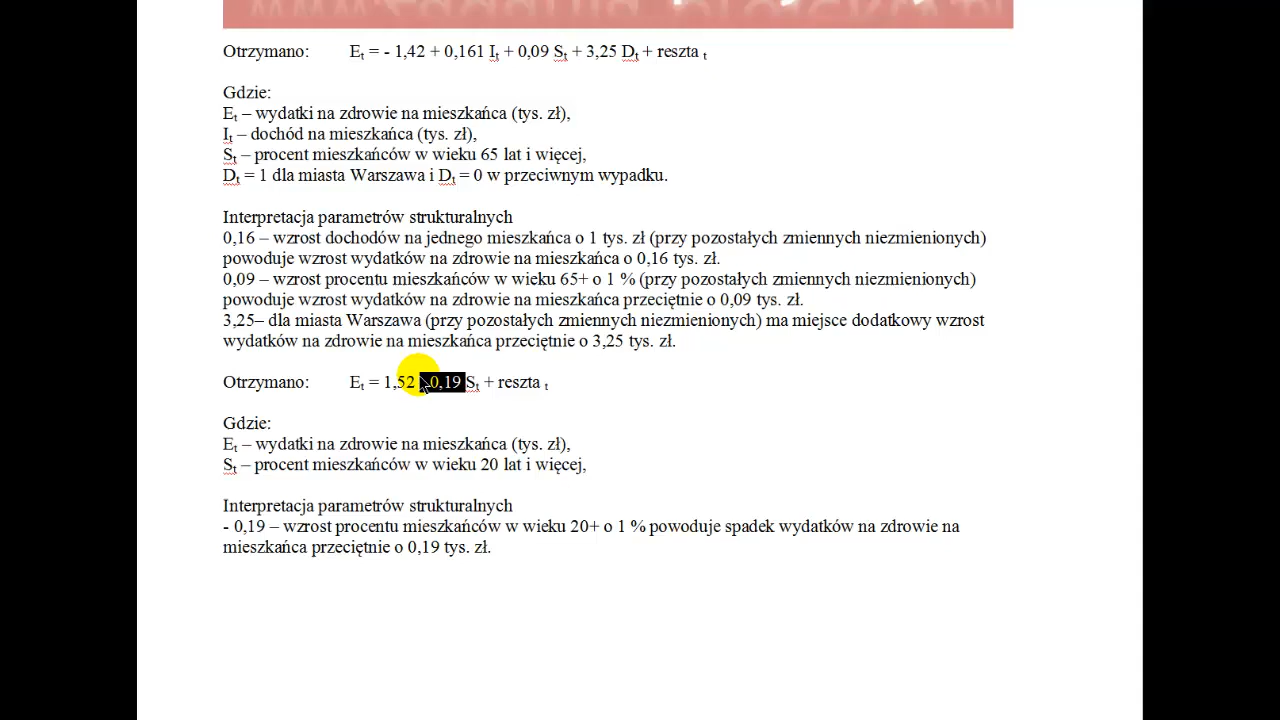 Otrzymano: Et = - 1,42 + 0,161 It + 0,09 St + 3,25 Dt + reszta t
Gdzie:
Et – wydatki na zdrowie na mieszkańca (tys. zł),
It – dochód na mieszkańca (tys. zł),
St – procent mieszkańców w wieku 65 lat i więcej,
Dt = 1 dla miasta Warszawa i Dt = 0 w przeciwnym wypadku.
Interpretacja parametrów strukturalnych
0,16 – wzrost dochodów na jednego mieszkańca o 1 tys. zł (przy pozostałych zmiennych niezmienionych)
powoduje wzrost wydatków na zdrowie na mieszkańca o 0,16 tys. zł.
0,09 – wzrost procentu mieszkańców w wieku 65+ o 1 % (przy pozostałych zmiennych niezmienionych)
powoduje wzrost wydatków na zdrowie na mieszkańca przeciętnie o 0,09 tys. zł.
3,25– dla miasta Warszawa (przy pozostałych zmiennych niezmienionych) ma miejsce dodatkowy wzrost
wydatków na zdrowie na mieszkańca przeciętnie o 3,25 tys. zł.
Otrzymano: Et = 1,52 - 0,19 St + reszta t
Gdzie:
Et – wydatki na zdrowie na mieszkańca (tys. zł),
St – procent mieszkańców w wieku 20 lat i więcej,
Interpretacja parametrów strukturalnych
- 0,19 – wzrost procentu mieszkańców w wieku 20+ o 1 % powoduje spadek wydatków na zdrowie na
mieszkańca przeciętnie o 0,19 tys. zł.